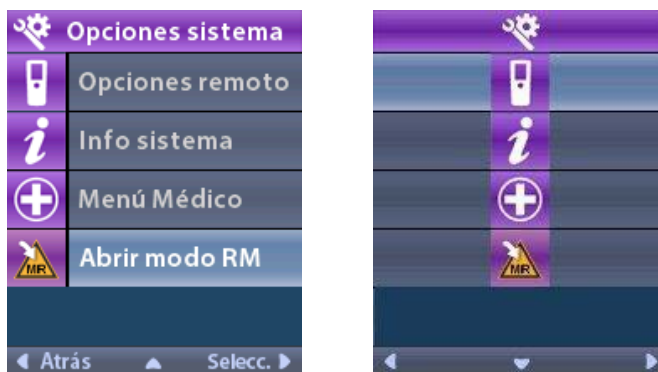 Opciones sistema
Opciones remoto
Info sistema
Menú Médico
MR
Abrir modo RM
Atrás
Selecc.
MR